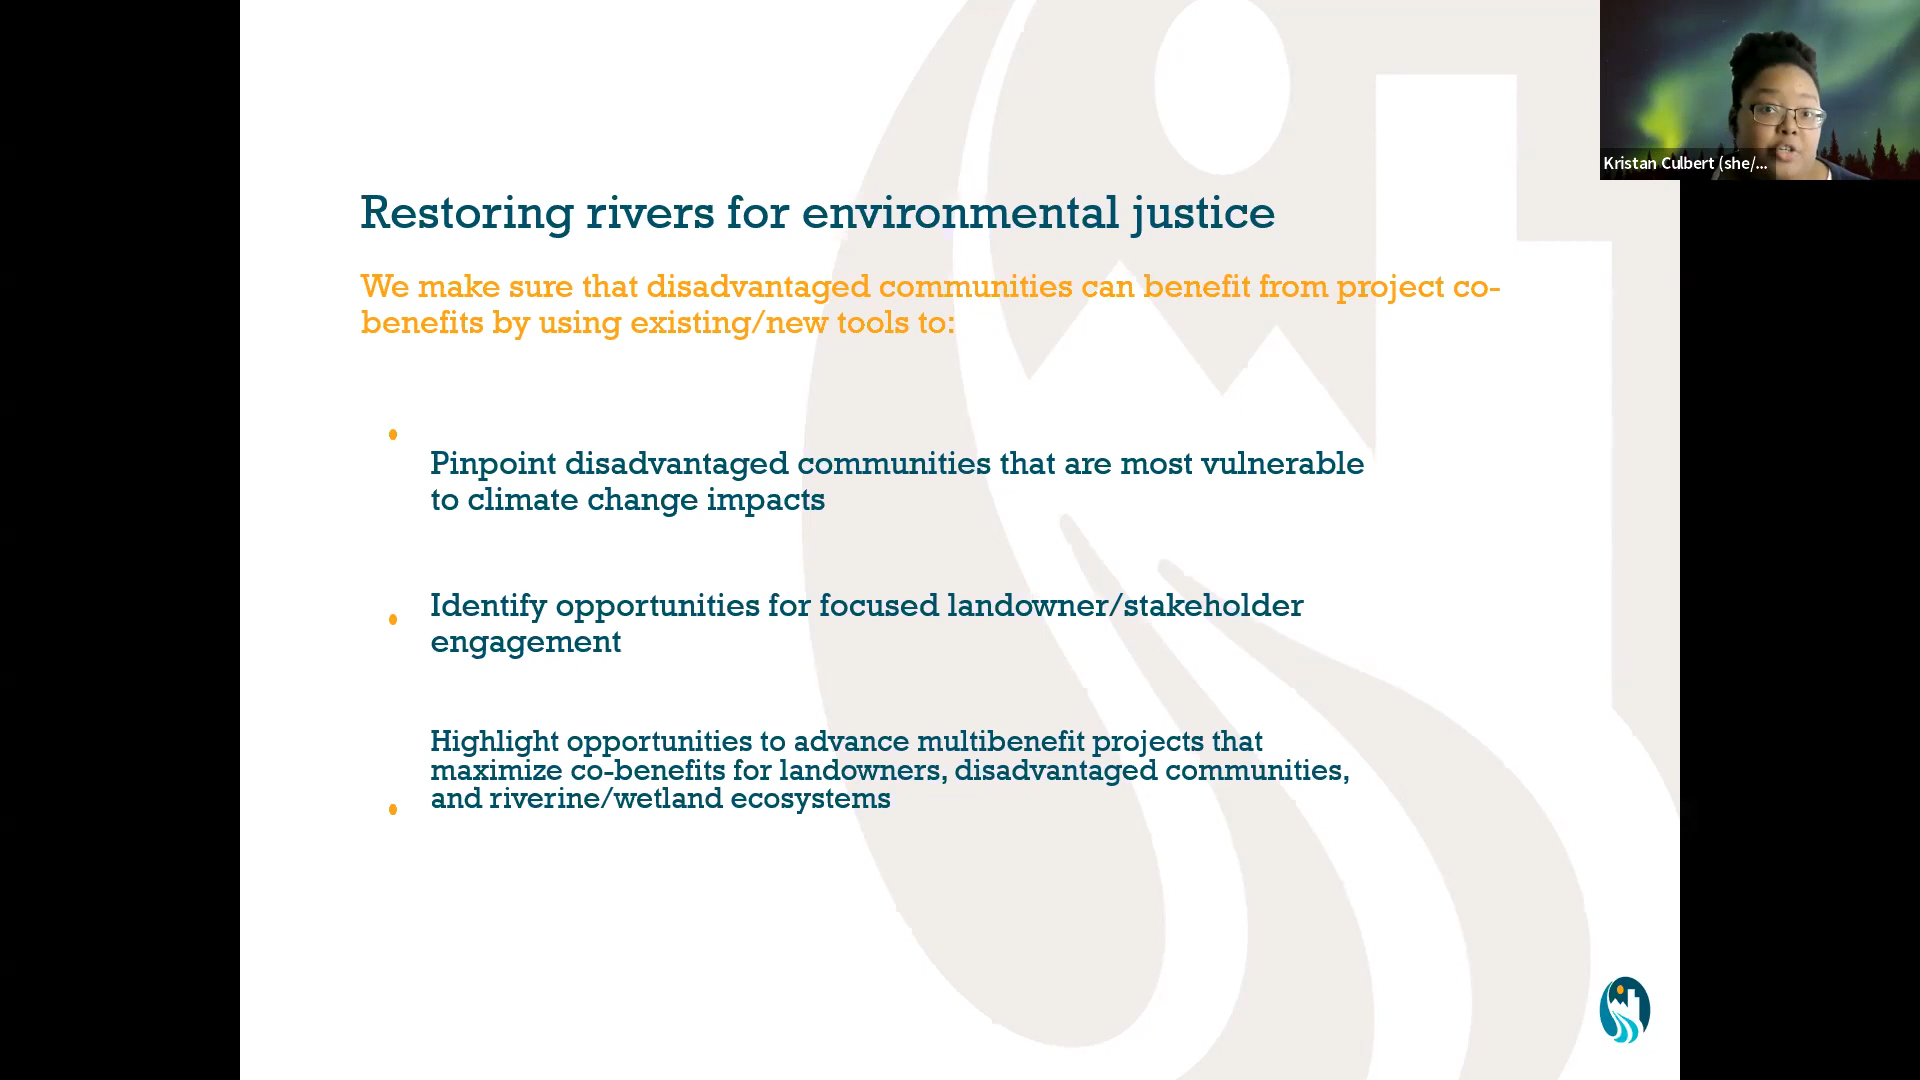 Restoring rivers for environmental justice
We make sure that disadvantaged communities can benefit from project co-
benefits by using existing/new tools to:
Pinpoint disadvantaged communities that are most vulnerable
to climate change impacts
Identify opportunities for focused landowner/stakeholder
engagement
Highlight opportunities to advance multibenefit projects that
maximize co-benefits for landowners, disadvantaged communities,
and riverine/wetland ecosystems
Kristan Culbert (she/...